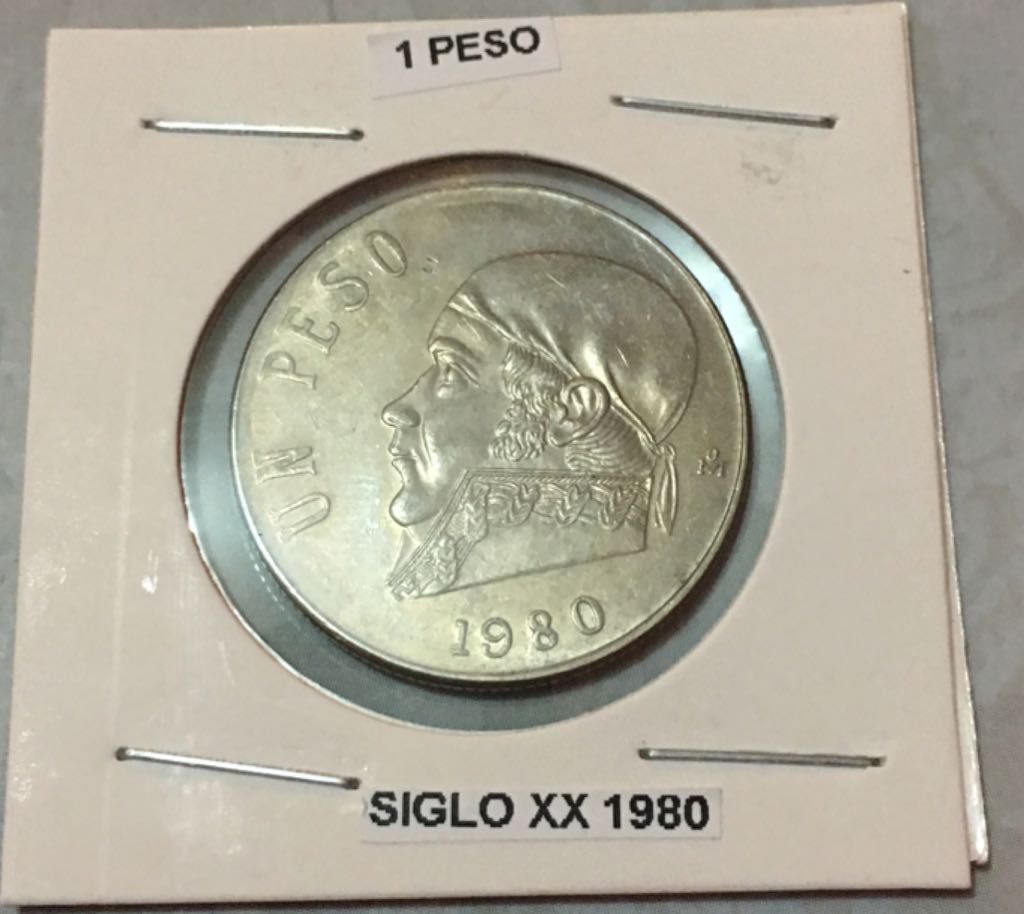 1 PESO
UN PESO
M°
1980
SIGLO XX 1980